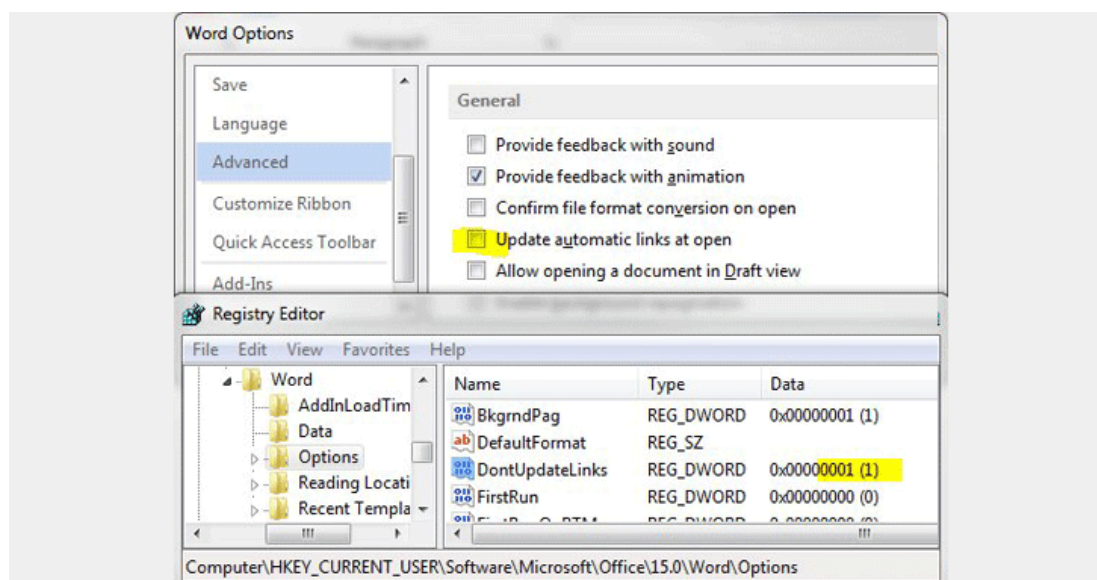 Word Options
Save
Language
Advanced
Customize Ribbon
Quick Access Toolbar
Add-Ins
General
Provide feedback with sound
Provide feedback with animation
Confirm file format conversion on open
Update automatic links at open
Allow opening a document in Draft view
Registry Editor
File Edit View Favorites Help
Word
AddInLoadTim
Data
Options
Reading Locati
Recent Templa
Name Type Data
BkgrndPag REG_DWORD 0x00000001 (1)
DefaultFormat REG_SZ
DontUpdateLinks REG_DWORD 0x00000001 (1)
FirstRun REG_DWORD 0x00000000 (0)
Computer\HKEY_CURRENT_USER\Software\Microsoft\Office\15.0\Word\Options